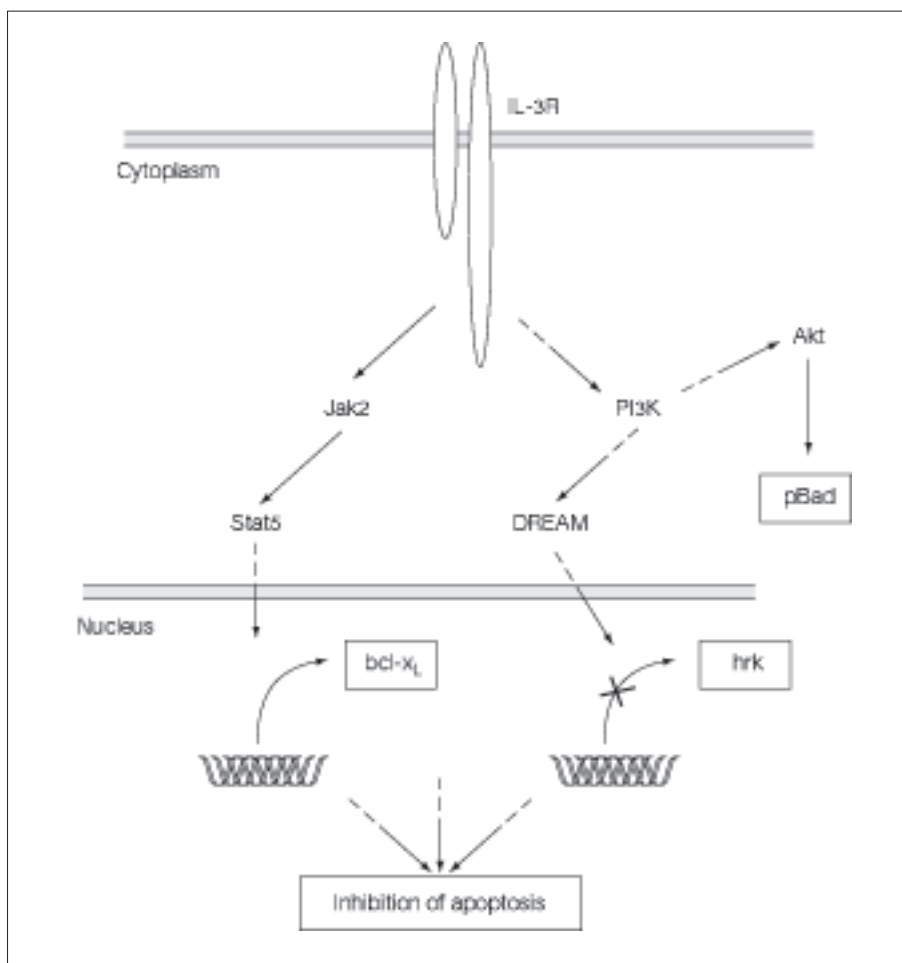 IL-3R
Cytoplasm
Akt
Jak2
PI3K
pBad
Stat5
DREAM
Nucleus
bcl-xL
hrk
Inhibition of apoptosis